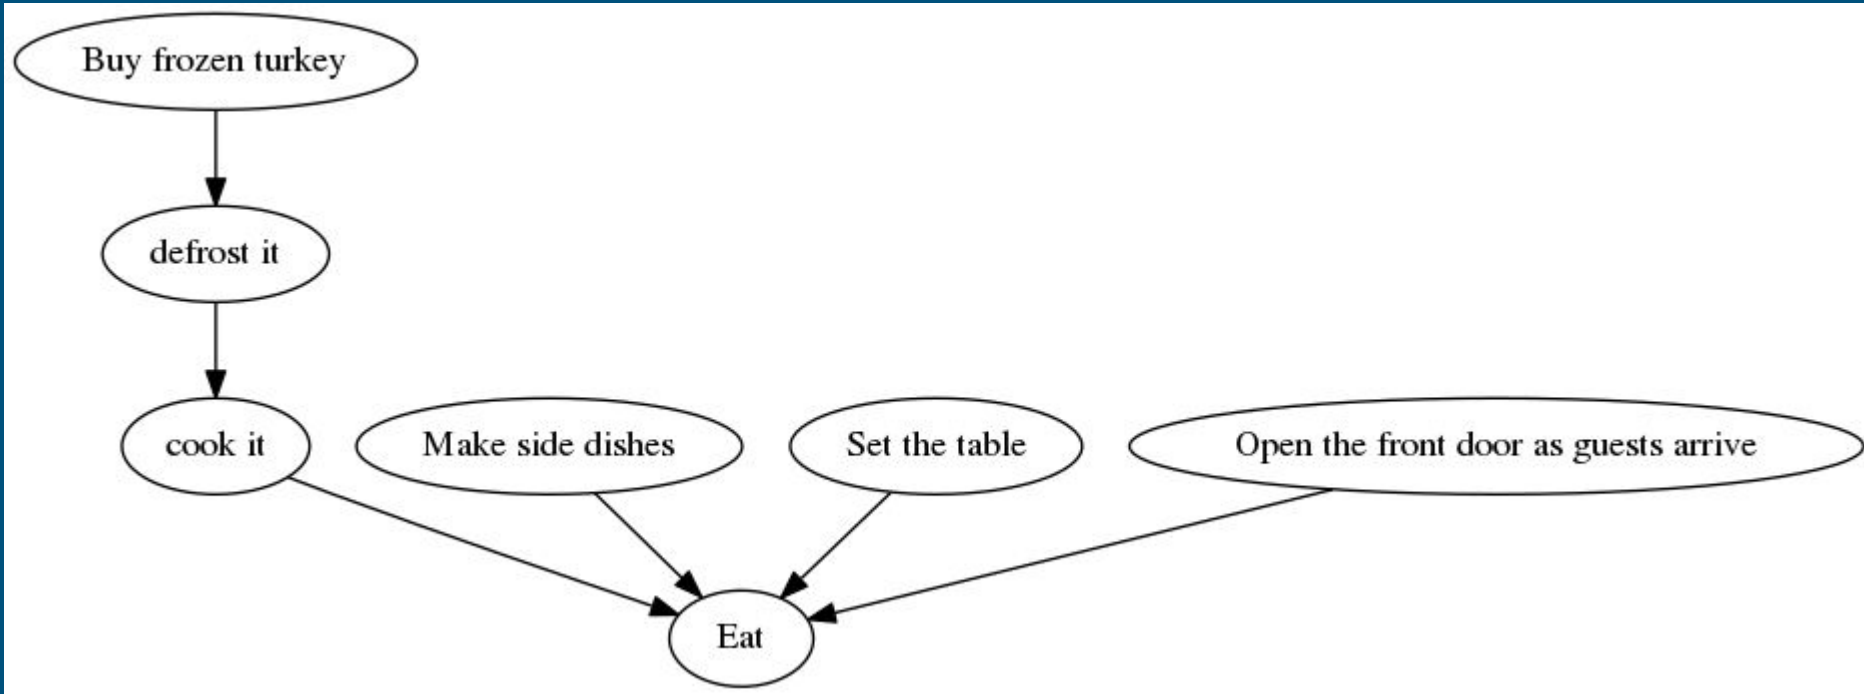 Buy frozen turkey
defrost it
cook it
Make side dishes
Set the table
Open the front door as guests arrive
Eat